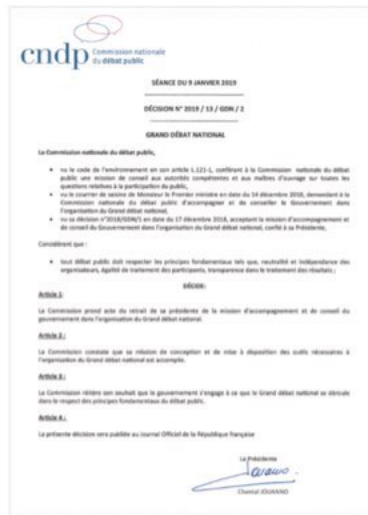 cndp Commission nationale
du débat public
SÉANCE DU 9 JANVIER 2019
DÉCISION N° 2019 / 13 / GDN / 2
GRAND DÉBAT NATIONAL
La Commission nationale du débat public,
• vu le code de l'environnement en son article L.121-1, conférant à la Commission nationale du débat
public une mission de conseil aux autorités compétentes et aux maîtres d'ouvrage sur toutes les
questions relatives à la participation du public,
• vu le courrier de saisine de Monsieur le Premier ministre en date du 14 décembre 2018, demandant à la
Commission nationale du débat public d'accompagner et de conseiller le Gouvernement dans
l'organisation du Grand débat national,
• vu sa décision n°2018/GDN/1 en date du 17 décembre 2018, acceptant la mission d'accompagnement et
de conseil du Gouvernement dans l'organisation du Grand débat national, confié à sa Présidente,
Considérant que :
• tout débat public doit respecter les principes fondamentaux tels que, neutralité et indépendance des
organisateurs, égalité de traitement des participants, transparence dans le traitement des résultats ;
DÉCIDE:
Article 1:
La Commission prend acte du retrait de sa présidente de la mission d'accompagnement et de conseil du
gouvernement dans l'organisation du Grand débat national.
Article 2 :
La Commission constate que sa mission de conception et de mise à disposition des outils nécessaires à
l'organisation du Grand débat national est accomplie.
Article 3 :
La Commission réitère son souhait que le gouvernement s'engage à ce que le Grand débat national se déroule
dans le respect des principes fondamentaux du débat public.
Article 4 :
La présente décision sera publiée au Journal Officiel de la République française
La Présidente
Jouanno
Chantal JOUANNO